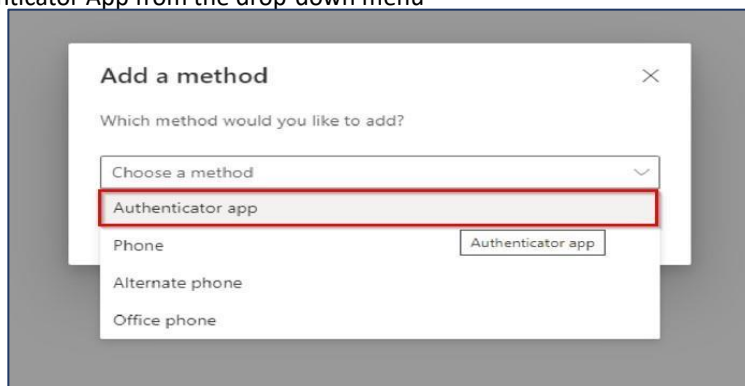 App from the drop-down menu
Add a method
Which method would you like to add?
Choose a method
Authenticator app
Phone
Authenticator app
Alternate phone
Office phone